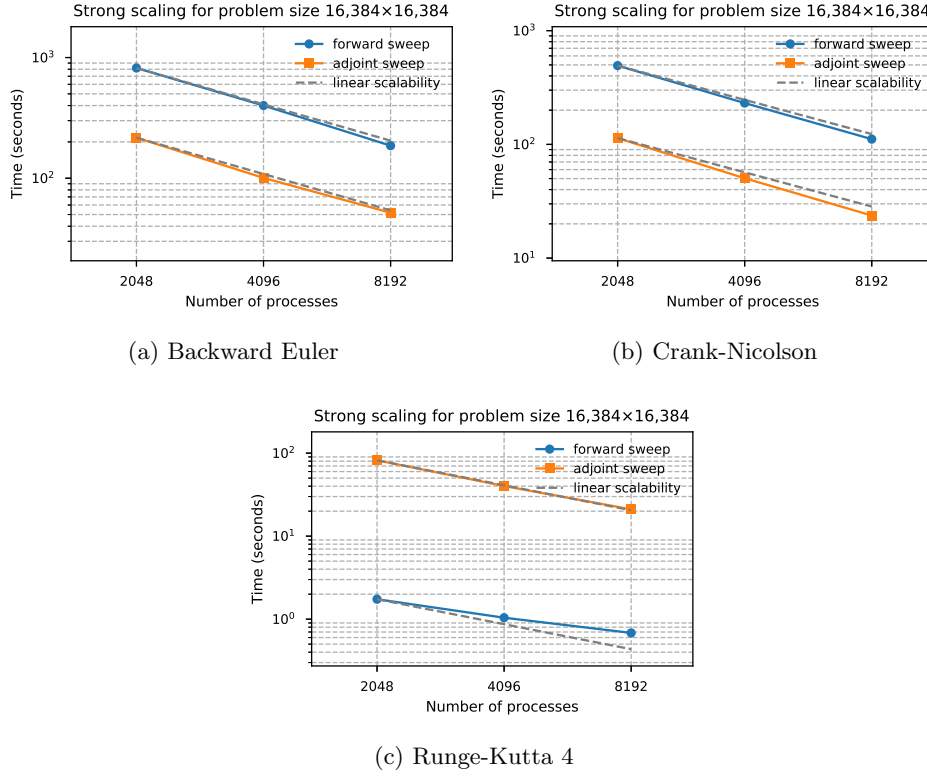 Strong scaling for problem size 16,384×16,384
10³
10²
Time (seconds)
forward sweep
adjoint sweep
linear scalability
2048
4096
8192
Number of processes
(a) Backward Euler
Strong scaling for problem size 16,384×16,384
10³
10²
10¹
Time (seconds)
forward sweep
adjoint sweep
linear scalability
2048
4096
8192
Number of processes
(b) Crank-Nicolson
Strong scaling for problem size 16,384×16,384
10²
10¹
10⁰
Time (seconds)
forward sweep
adjoint sweep
linear scalability
2048
4096
8192
Number of processes
(c) Runge-Kutta 4